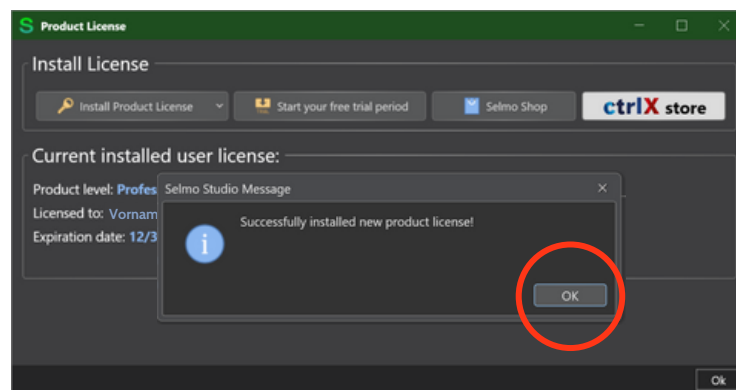 Product License
Install License
Install Product License
Start your free trial period
Selmo Shop
ctrlX store
Current installed user license:
Product level: Profes
Licensed to: Vornam
Expiration date: 12/3
Selmo Studio Message
Successfully installed new product license!
OK
Ok